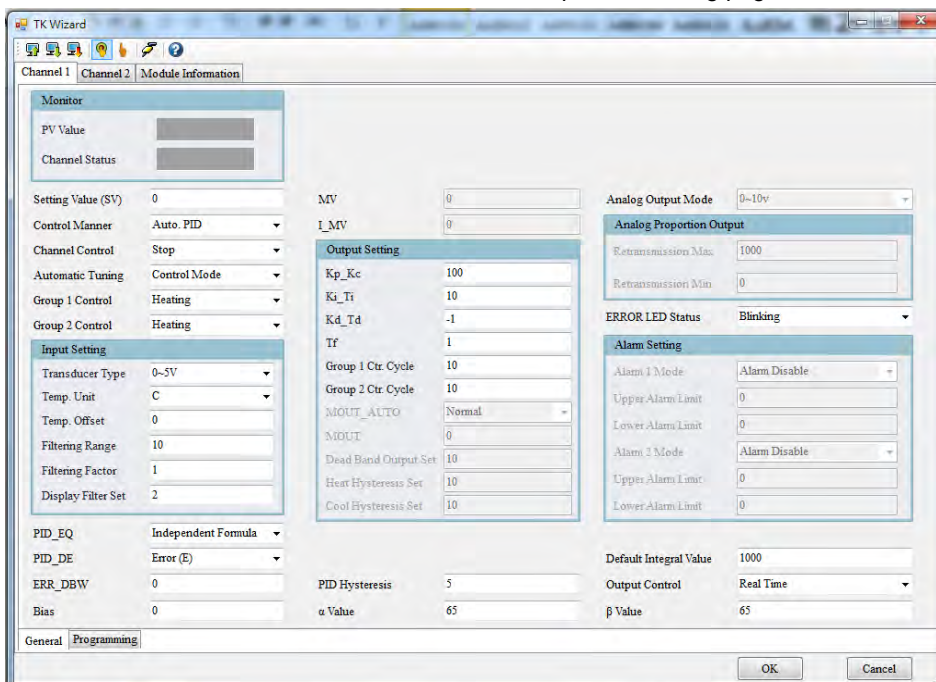 TK Wizard
Channel 1 Channel 2 Module Information
Monitor
PV Value
Channel Status
Setting Value (SV) 0 MV 0 Analog Output Mode 0~10v
Control Manner Auto. PID I_MV 0 Analog Proportion Output
Channel Control Stop Output Setting Retransmission Max 1000
Automatic Tuning Control Mode Kp_Kc 100 Retransmission Min 0
Group 1 Control Heating Ki_Ti 10
Group 2 Control Heating Kd_Td -1 ERROR LED Status Blinking
Input Setting Tf 1 Alarm Setting
Transducer Type 0~5V Group 1 Ctr. Cycle 10 Alarm 1 Mode Alarm Disable
Temp. Unit C Group 2 Ctr. Cycle 10 Upper Alarm Limit 0
Temp. Offset 0 MOUT_AUTO Normal Lower Alarm Limit 0
Filtering Range 10 MOUT 0 Alarm 2 Mode Alarm Disable
Filtering Factor 1 Dead Band Output Set 10 Upper Alarm Limit 0
Display Filter Set 2 Heat Hysteresis Set 10 Lower Alarm Limit 0
Cool Hysteresis Set 10
PID_EQ Independent Formula
PID_DE Error (E) Default Integral Value 1000
ERR_DBW 0 PID Hysteresis 5 Output Control Real Time
Bias 0 α Value 65 β Value 65
General Programming
OK Cancel